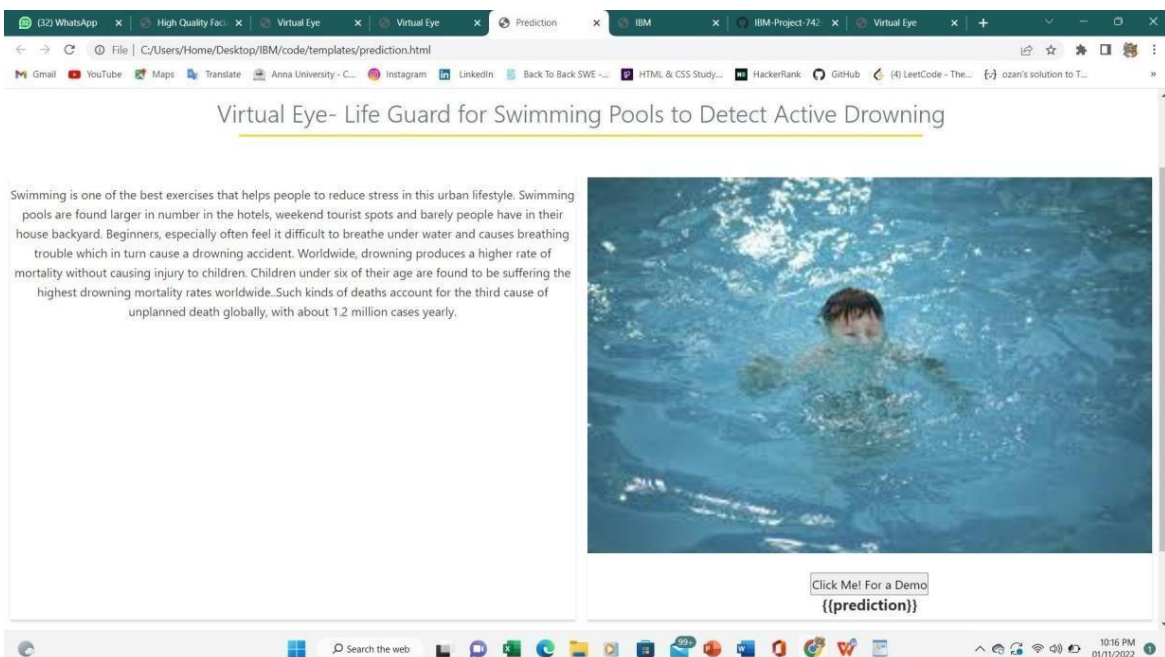 (32) WhatsApp
High Quality Faci
Virtual Eye
Virtual Eye
Prediction
IBM
IBM-Project-742
Virtual Eye
File | C:/Users/Home/Desktop/IBM/code/templates/prediction.html
Gmail
YouTube
Maps
Translate
Anna University - C...
Instagram
LinkedIn
Back To Back SWE -...
HTML & CSS Study...
HackerRank
GitHub
(4) LeetCode - The...
ozan's solution to T...
Virtual Eye- Life Guard for Swimming Pools to Detect Active Drowning
Swimming is one of the best exercises that helps people to reduce stress in this urban lifestyle. Swimming
pools are found larger in number in the hotels, weekend tourist spots and barely people have in their
house backyard. Beginners, especially often feel it difficult to breathe under water and causes breathing
trouble which in turn cause a drowning accident. Worldwide, drowning produces a higher rate of
mortality without causing injury to children. Children under six of their age are found to be suffering the
highest drowning mortality rates worldwide..Such kinds of deaths account for the third cause of
unplanned death globally, with about 1.2 million cases yearly.
Click Me! For a Demo
{{prediction}}
Search the web
99+
10:16 PM
01/11/2022